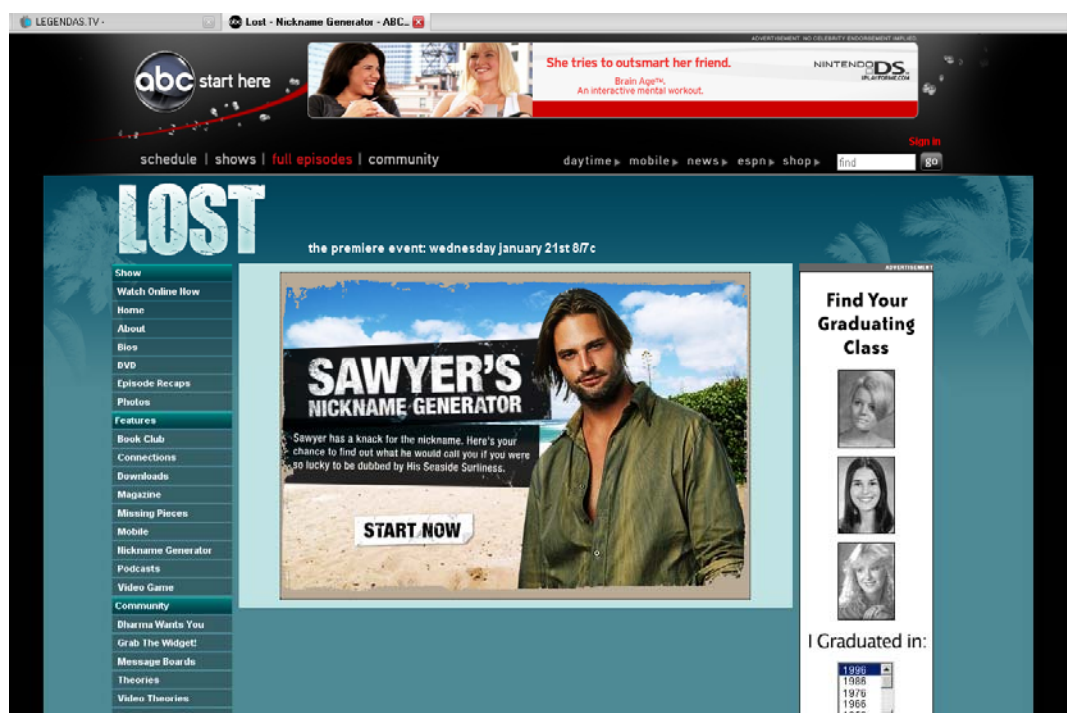 LEGENDAS.TV -
Lost - Nickname Generator - ABC...
ADVERTISEMENT. NO CELEBRITY ENDORSEMENT IMPLIED.
abc start here
She tries to outsmart her friend.
Brain Age™.
An interactive mental workout.
NINTENDO DS™
IPLAYFORME.COM
Sign in
schedule | shows | full episodes | community
daytime mobile news espn shop
find
go
LOST
the premiere event: wednesday january 21st 8/7c
Show
Watch Online Now
Home
About
Bios
DVD
Episode Recaps
Photos
Features
Book Club
Connections
Downloads
Magazine
Missing Pieces
Mobile
Nickname Generator
Podcasts
Video Game
Community
Dharma Wants You
Grab The Widget!
Message Boards
Theories
Video Theories
SAWYER'S
NICKNAME GENERATOR
Sawyer has a knack for the nickname. Here's your
chance to find out what he would call you if you were
so lucky to be dubbed by His Seaside Surliness.
START NOW
ADVERTISEMENT
Find Your
Graduating
Class
I Graduated in:
1996
1986
1976
1966